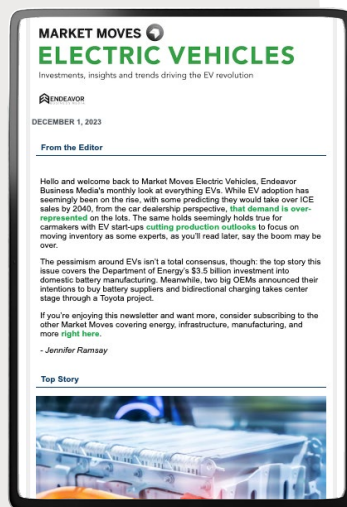 MARKET MOVES
ELECTRIC VEHICLES
Investments, insights and trends driving the EV revolution
ENDEAVOR
DECEMBER 1, 2023
From the Editor
Hello and welcome back to Market Moves Electric Vehicles, Endeavor
Business Media's monthly look at everything EVs. While EV adoption has
seemingly been on the rise, with some predicting they would take over ICE
sales by 2040, from the car dealership perspective, that demand is over-
represented on the lots. The same holds seemingly holds true for
carmakers with EV start-ups cutting production outlooks to focus on
moving inventory as some experts, as you'll read later, say the boom may be
over.
The pessimism around EVs isn't a total consensus, though: the top story this
issue covers the Department of Energy's $3.5 billion investment into
domestic battery manufacturing. Meanwhile, two big OEMs announced their
intentions to buy battery suppliers and bidirectional charging takes center
stage through a Toyota project.
If you're enjoying this newsletter and want more, consider subscribing to the
other Market Moves covering energy, infrastructure, manufacturing, and
more right here.
- Jennifer Ramsay
Top Story